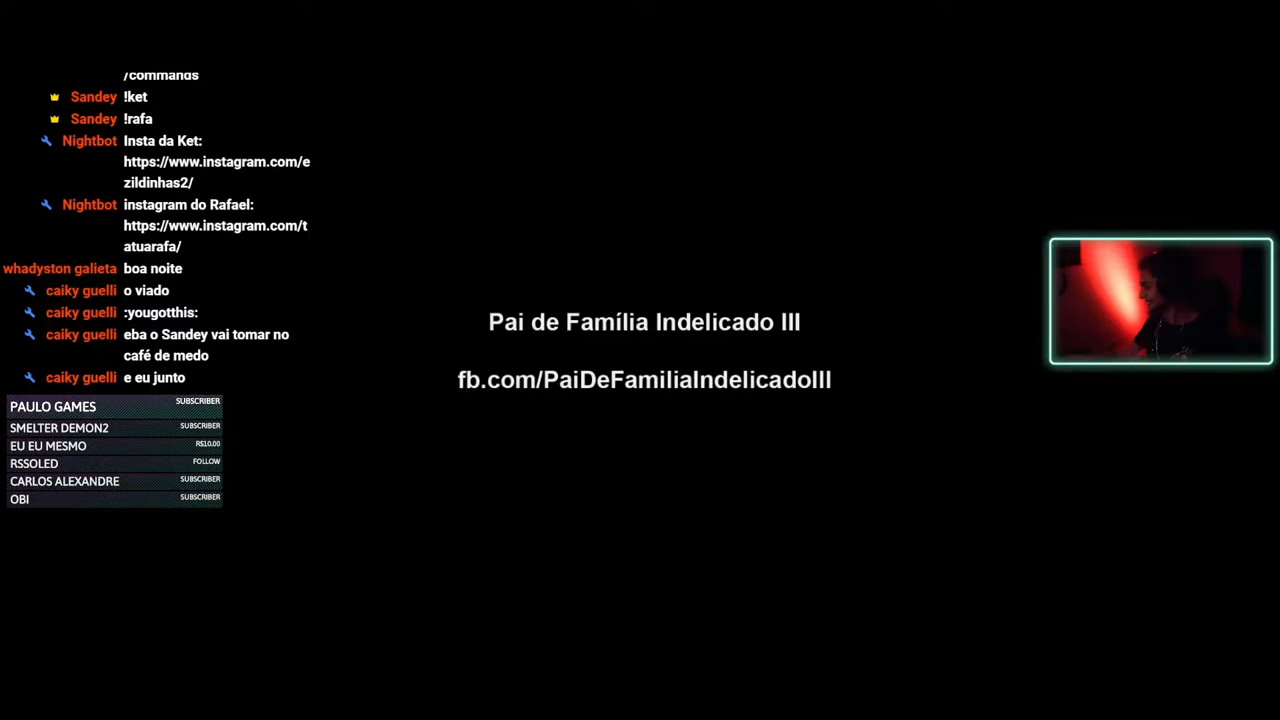 /commands
Sandey !ket
Sandey !rafa
Nightbot Insta da Ket:
https://www.instagram.com/e
zildinhas2/
Nightbot instagram do Rafael:
https://www.instagram.com/t
atuarafa/
whadyston galieta boa noite
caiky guelli o viado
caiky guelli :yougotthis:
caiky guelli eba o Sandey vai tomar no
café de medo
caiky guelli e eu junto
PAULO GAMES SUBSCRIBER
SMELTER DEMON2 SUBSCRIBER
EU EU MESMO R$10.00
RSSOLED FOLLOW
CARLOS ALEXANDRE SUBSCRIBER
OBI SUBSCRIBER
Pai de Família Indelicado III
fb.com/PaiDeFamiliaIndelicadoIII